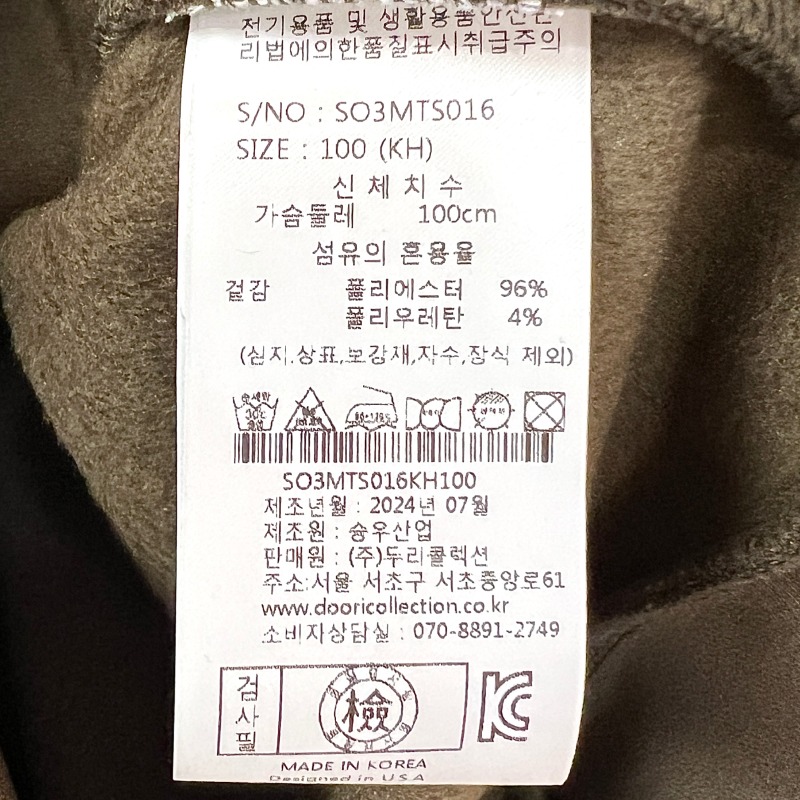 전기용품 및 생활용품안전관
리법에의한품질표시취급주의
S/NO : SO3MTS016
SIZE : 100 (KH)
신 체 치 수
가슴둘레 100cm
섬유의 혼용율
겉감 폴리에스터 96%
폴리우레탄 4%
(심지.상표,보강재,자수,장식 제외)
SO3MTS016KH100
제조년월 : 2024년 07월
제조원 : 승우산업
판매원 : (주)두리콜렉션
주소:서울 서초구 서초중앙로61
www.dooricollection.co.kr
소비자상담실 : 070-8891-2749
검사필
檢
MADE IN KOREA
Designed in U.S.A